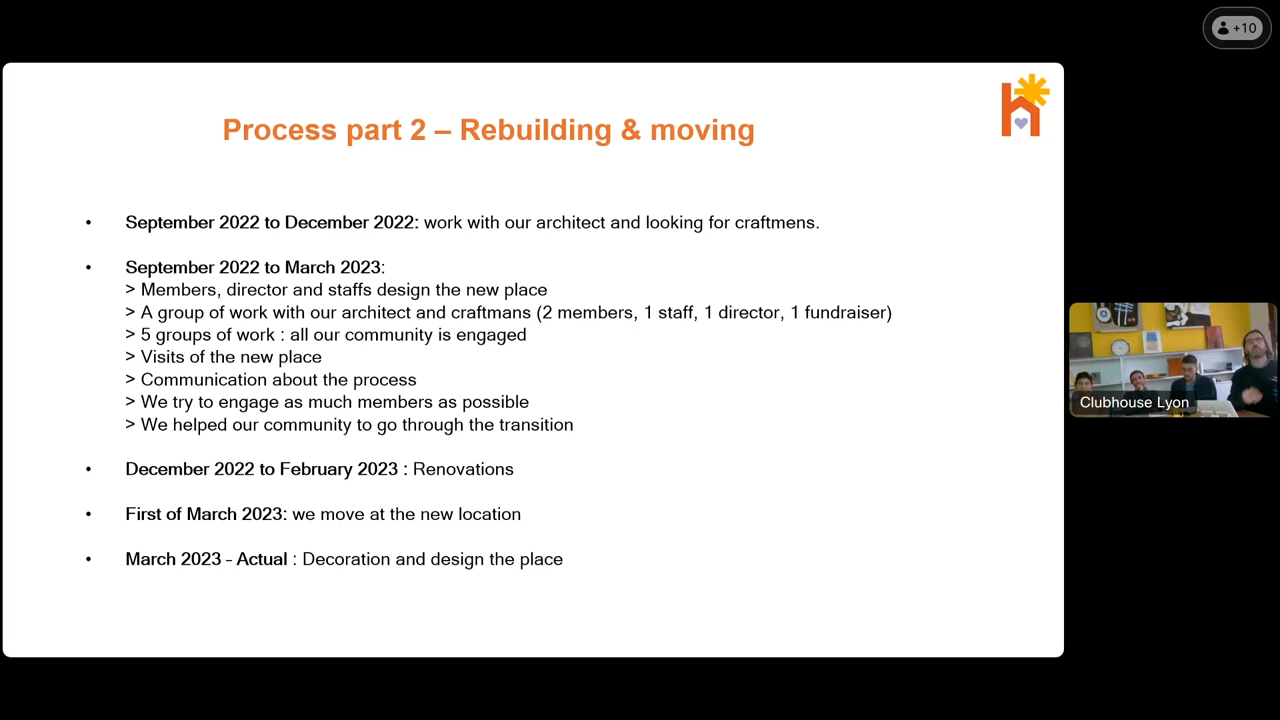 +10
Process part 2 – Rebuilding & moving
• September 2022 to December 2022: work with our architect and looking for craftmens.
• September 2022 to March 2023:
> Members, director and staffs design the new place
> A group of work with our architect and craftmans (2 members, 1 staff, 1 director, 1 fundraiser)
> 5 groups of work : all our community is engaged
> Visits of the new place
> Communication about the process
> We try to engage as much members as possible
> We helped our community to go through the transition
• December 2022 to February 2023 : Renovations
• First of March 2023: we move at the new location
• March 2023 - Actual : Decoration and design the place
Clubhouse Lyon